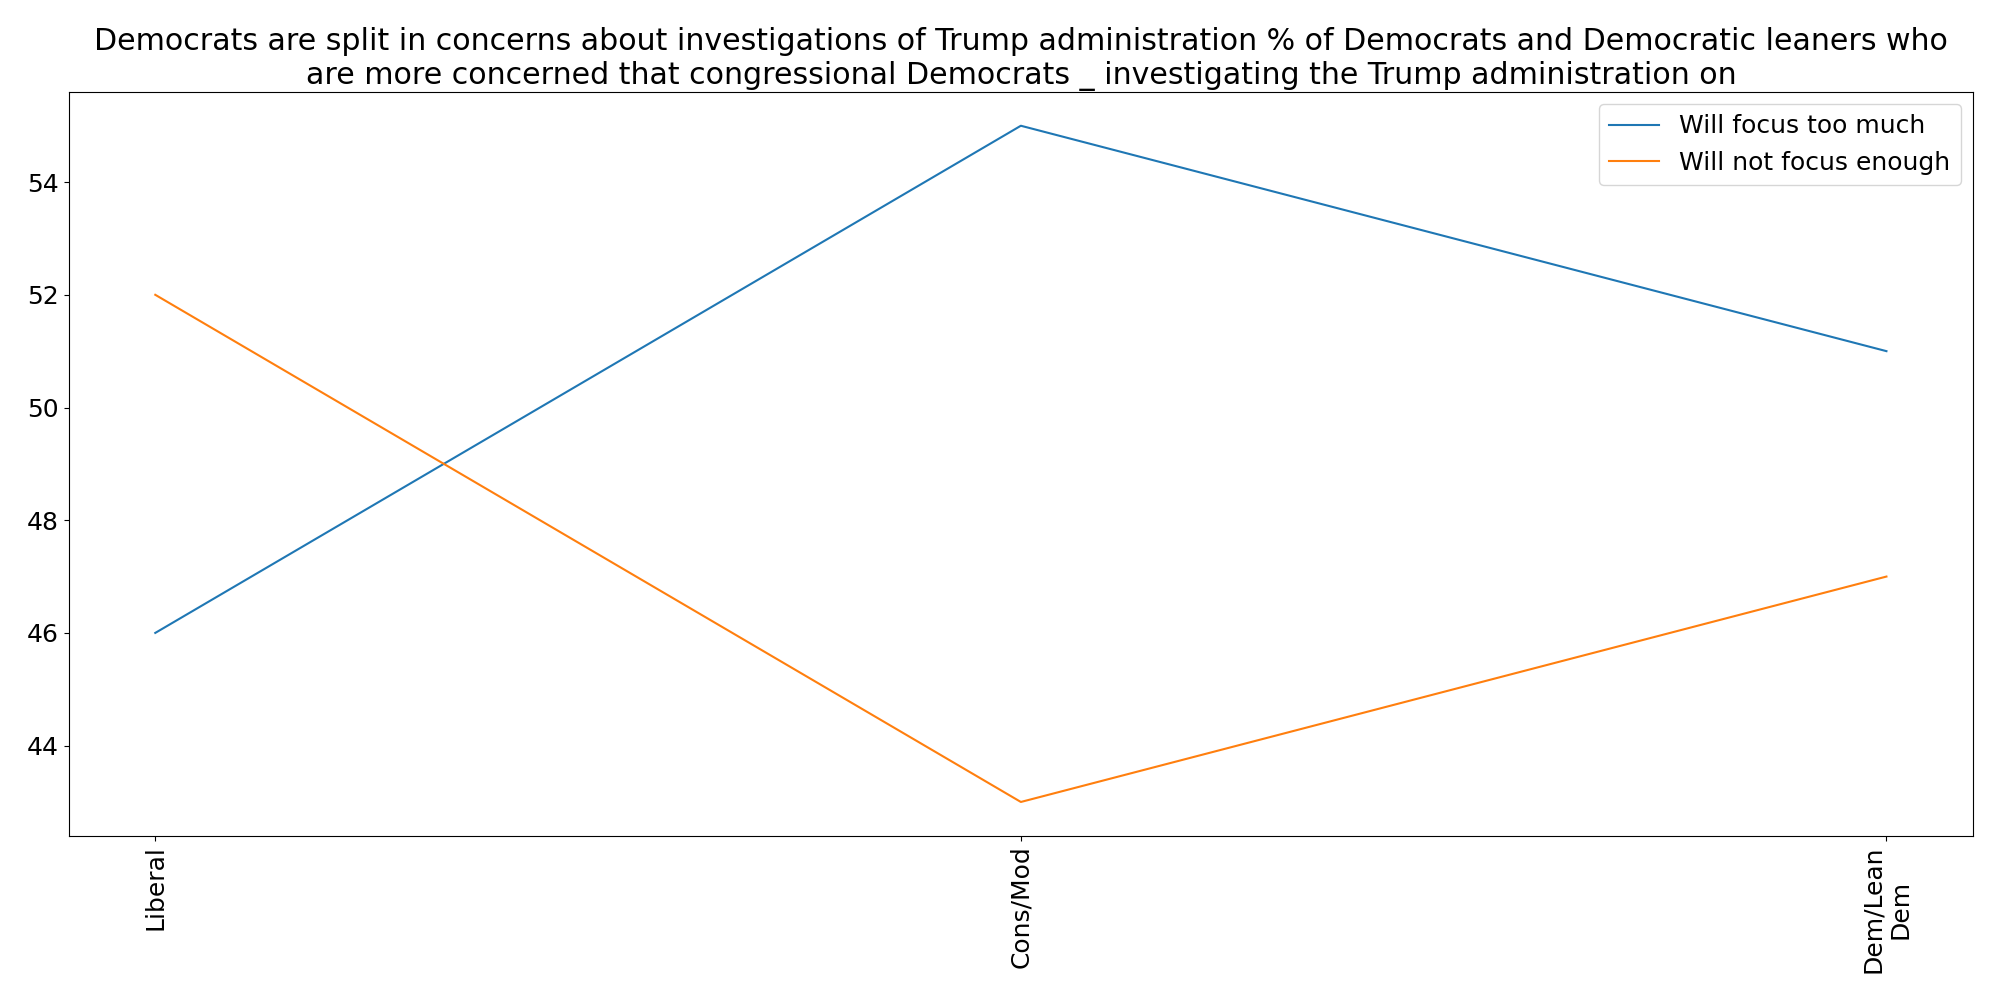 Democrats are split in concerns about investigations of Trump administration % of Democrats and Democratic leaners who
are more concerned that congressional Democrats _ investigating the Trump administration on
Will focus too much
Will not focus enough
54
52
50
48
46
44
Liberal
Cons/Mod
Dem/Lean
Dem